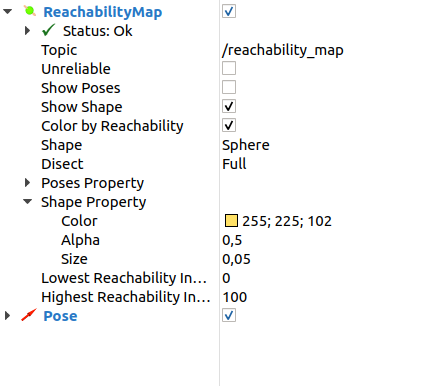 ReachabilityMap
Status: Ok
Topic /reachability_map
Unreliable
Show Poses
Show Shape
Color by Reachability
Shape Sphere
Disect Full
Poses Property
Shape Property
Color 255; 225; 102
Alpha 0,5
Size 0,05
Lowest Reachability In... 0
Highest Reachability In... 100
Pose